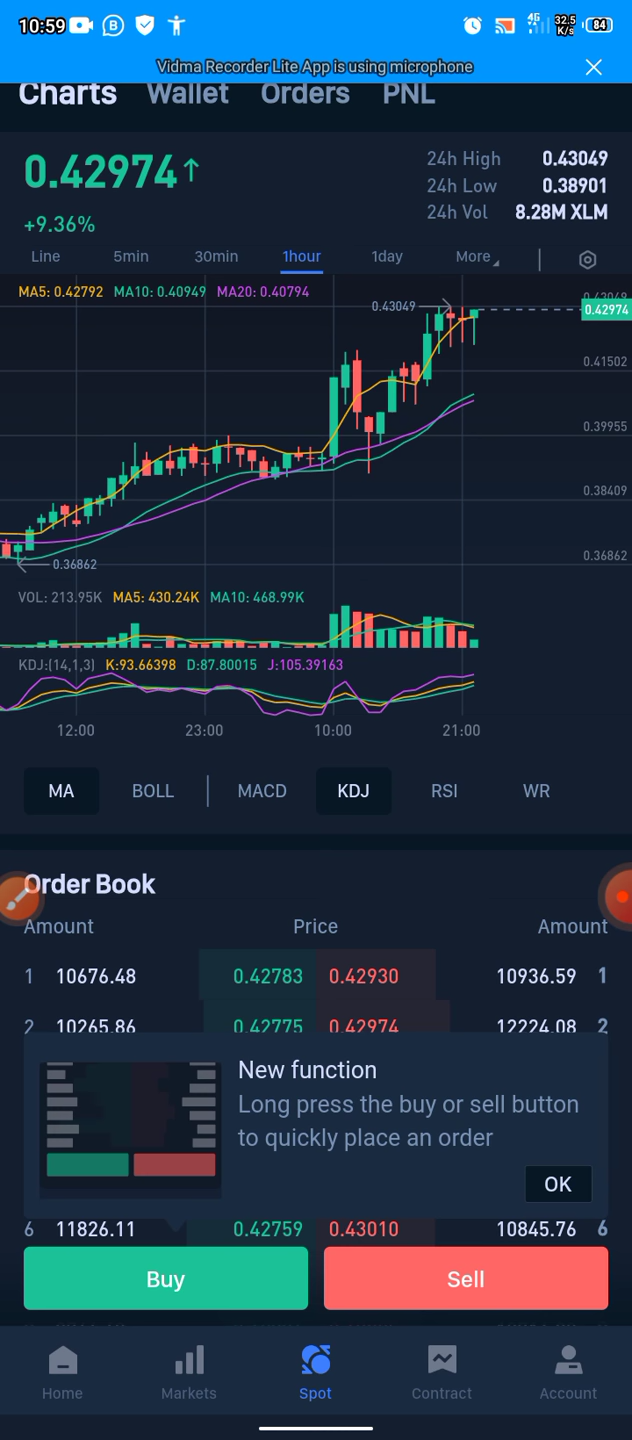 10:59 4G 32.5 K/s 84
Vidma Recorder Lite App is using microphone
Charts Wallet Orders PNL
0.42974↑
+9.36%
24h High 0.43049
24h Low 0.38901
24h Vol 8.28M XLM
Line 5min 30min 1hour 1day More
MA5: 0.42792 MA10: 0.40949 MA20: 0.40794
0.43049
0.43049
0.42974
0.41502
0.39955
0.38409
0.36862
0.36862
VOL: 213.95K MA5: 430.24K MA10: 468.99K
KDJ:(14,1,3) K:93.66398 D:87.80015 J:105.39163
12:00 23:00 10:00 21:00
MA BOLL MACD KDJ RSI WR
Order Book
Amount Price Amount
1 10676.48 0.42783 0.42930 10936.59 1
2 10265.86 0.42775 0.42974 12224.08 2
New function
Long press the buy or sell button
to quickly place an order
OK
6 11826.11 0.42759 0.43010 10845.76 6
Buy Sell
Home Markets Spot Contract Account